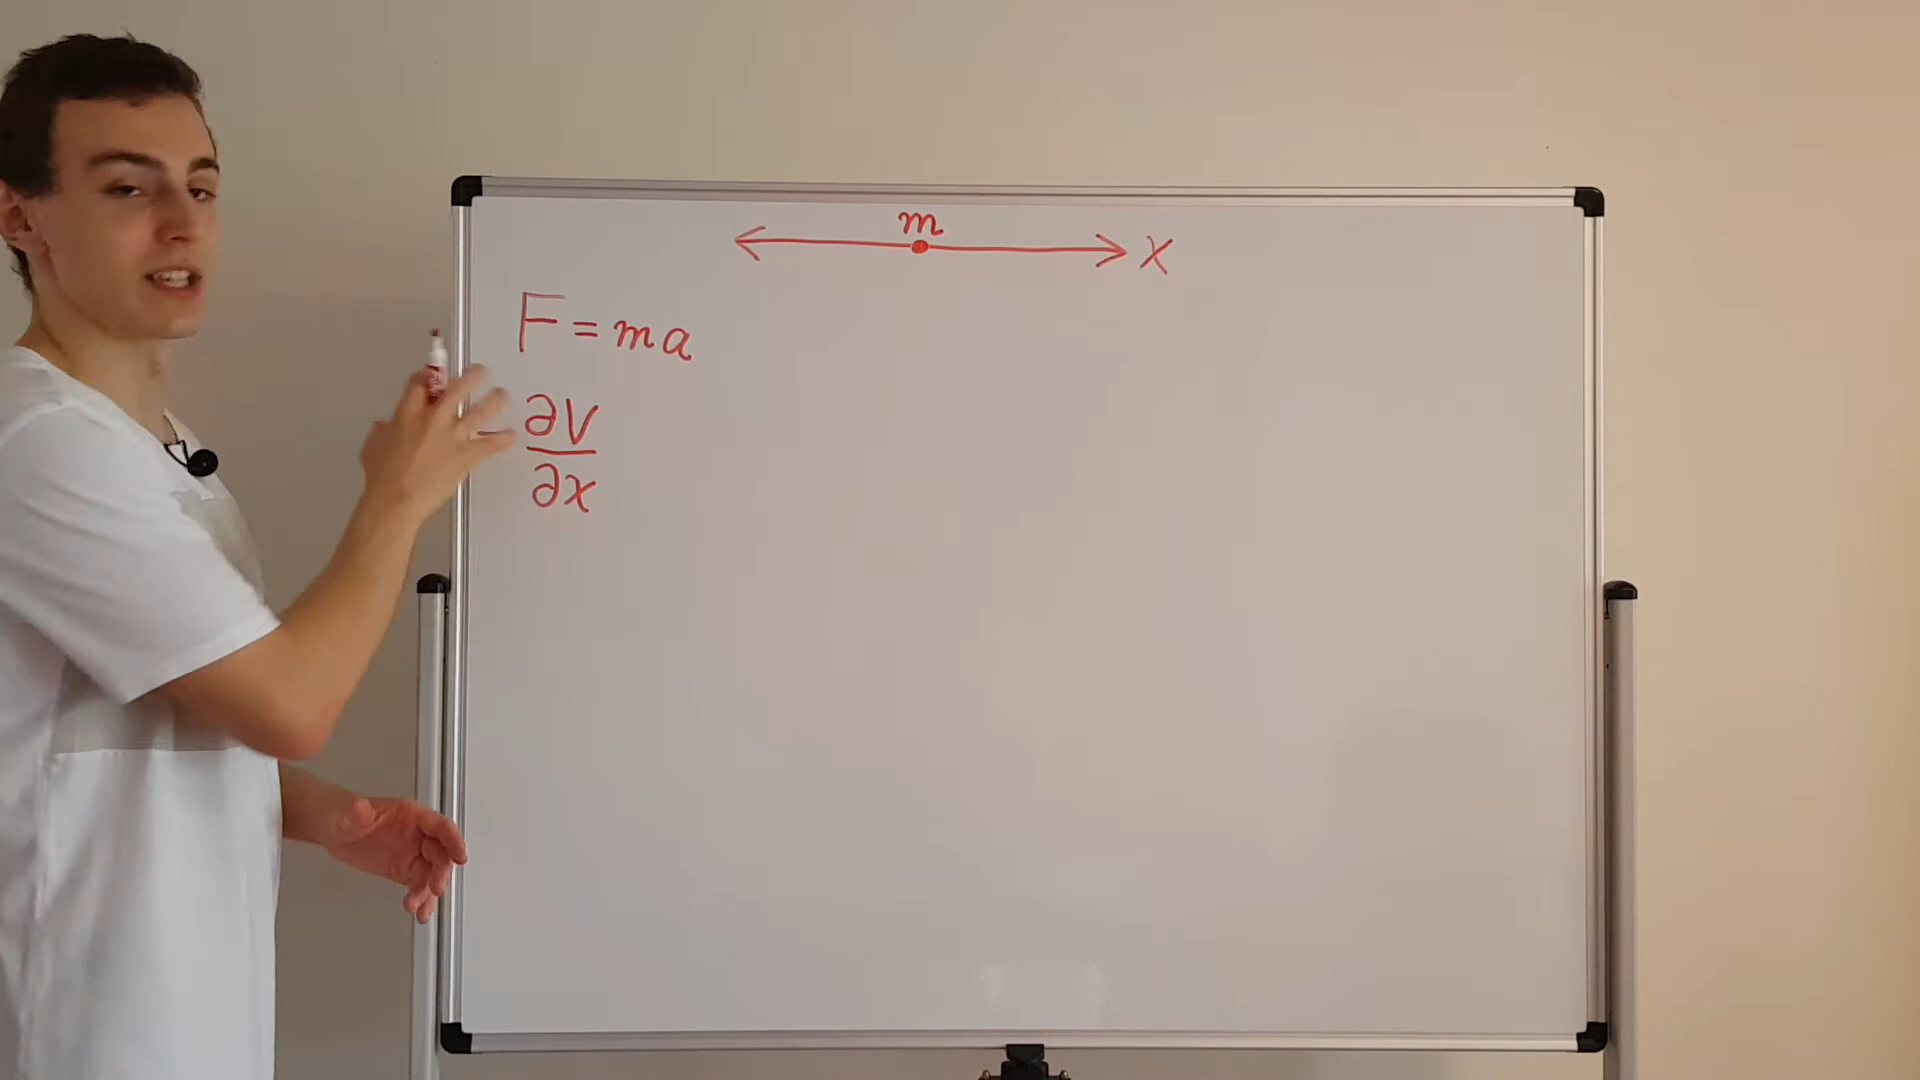 m
x
F = ma
- ∂V
∂x